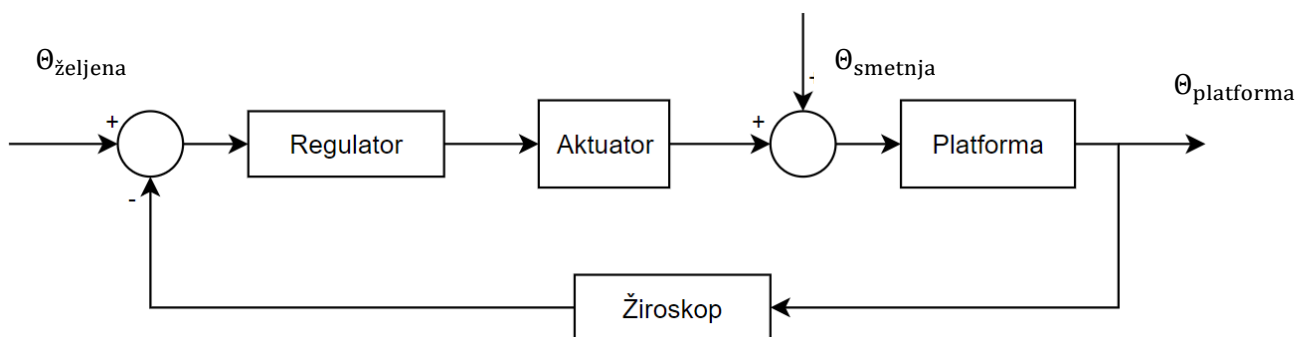 Θželjena
Θsmetnja
Θplatforma
+
-
Regulator
Aktuator
+
-
Platforma
Žiroskop